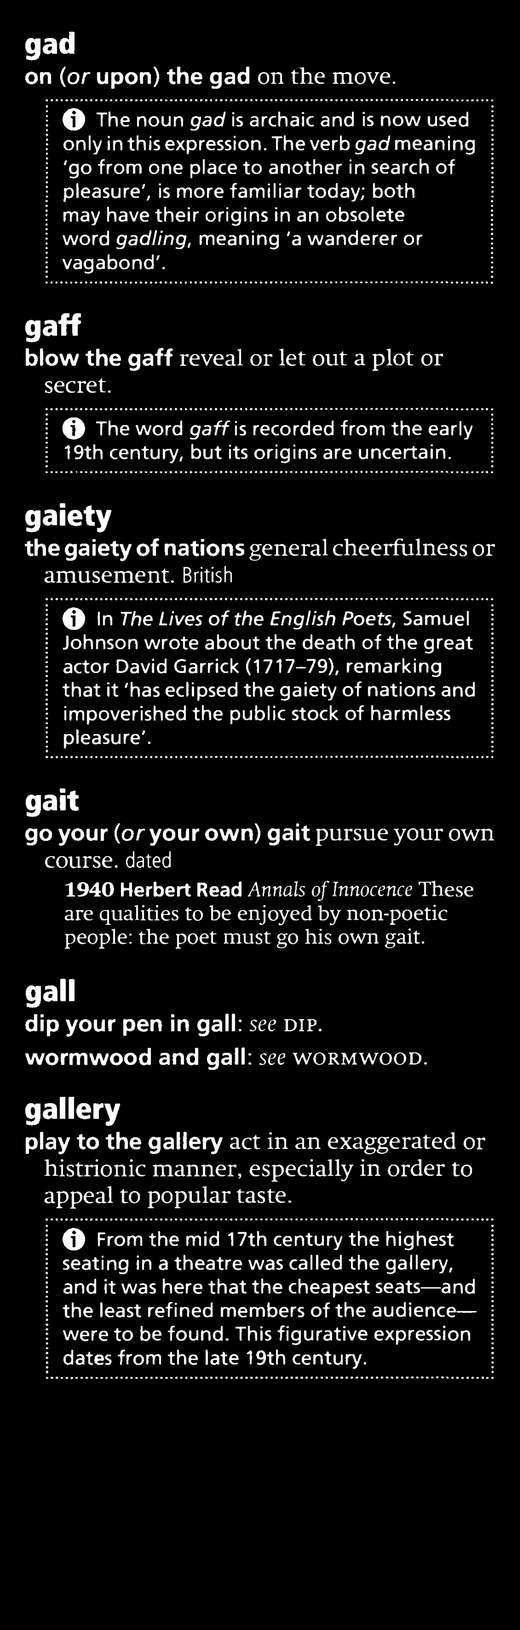 gad
on (or upon) the gad on the move.
i The noun gad is archaic and is now used
only in this expression. The verb gad meaning
‘go from one place to another in search of
pleasure’, is more familiar today; both
may have their origins in an obsolete
word gadling, meaning ‘a wanderer or
vagabond’.
gaff
blow the gaff reveal or let out a plot or
secret.
i The word gaff is recorded from the early
19th century, but its origins are uncertain.
gaiety
the gaiety of nations general cheerfulness or
amusement. British
i In The Lives of the English Poets, Samuel
Johnson wrote about the death of the great
actor David Garrick (1717–79), remarking
that it ‘has eclipsed the gaiety of nations and
impoverished the public stock of harmless
pleasure’.
gait
go your (or your own) gait pursue your own
course. dated
1940 Herbert Read Annals of Innocence These
are qualities to be enjoyed by non-poetic
people: the poet must go his own gait.
gall
dip your pen in gall: see DIP.
wormwood and gall: see WORMWOOD.
gallery
play to the gallery act in an exaggerated or
histrionic manner, especially in order to
appeal to popular taste.
i From the mid 17th century the highest
seating in a theatre was called the gallery,
and it was here that the cheapest seats—and
the least refined members of the audience—
were to be found. This figurative expression
dates from the late 19th century.